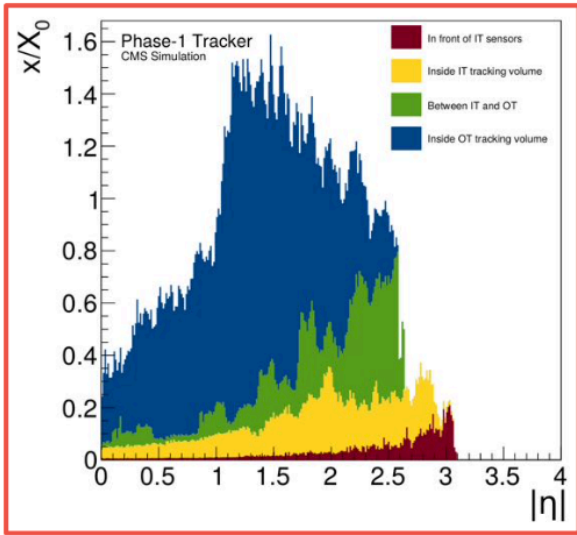 x/X0
Phase-1 Tracker
CMS Simulation
In front of IT sensors
Inside IT tracking volume
Between IT and OT
Inside OT tracking volume
1.6
1.4
1.2
1
0.8
0.6
0.4
0.2
0
0 0.5 1 1.5 2 2.5 3 3.5 4
|η|